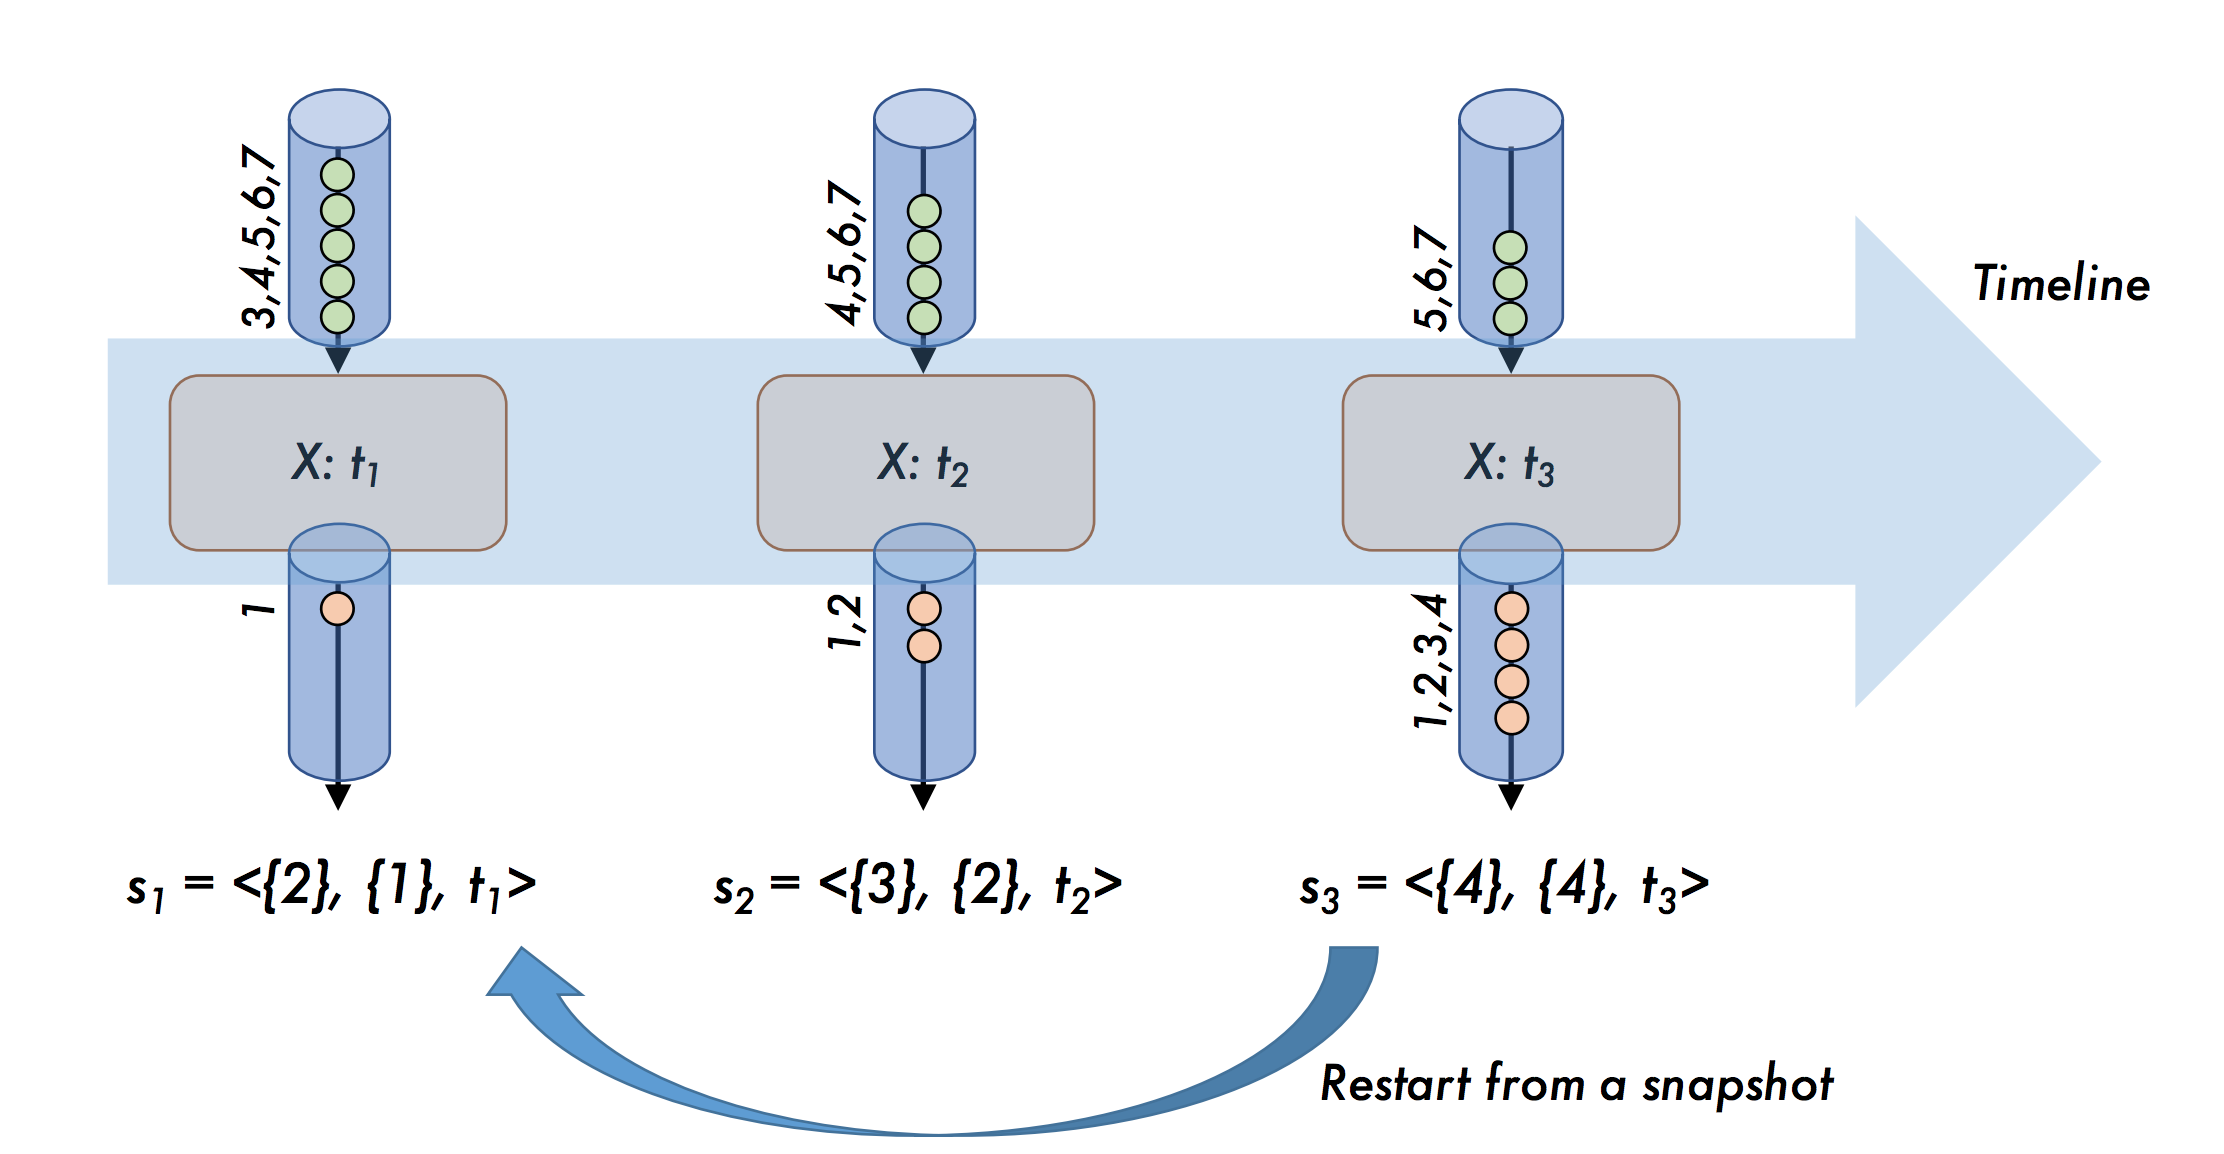 3,4,5,6,7
4,5,6,7
5,6,7
Timeline
X: t₁
X: t₂
X: t₃
1
1,2
1,2,3,4
s₁ = <{2}, {1}, t₁>
s₂ = <{3}, {2}, t₂>
s₃ = <{4}, {4}, t₃>
Restart from a snapshot